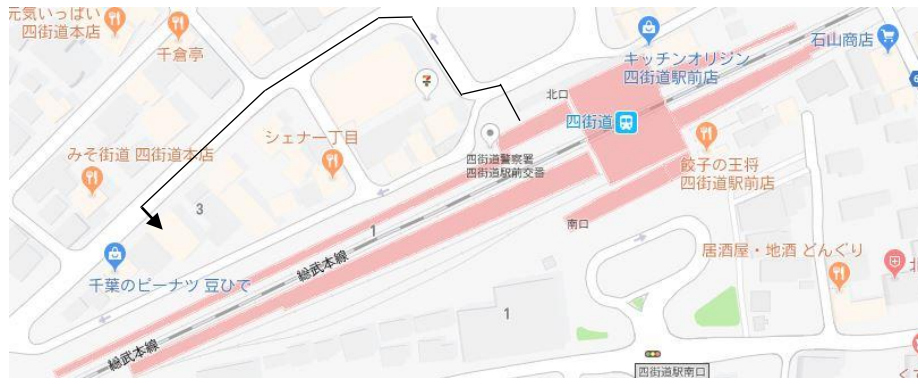 元気いっぱい
四街道本店
千倉亭
キッチンオリジン
四街道駅前店
石山商店
北口
四街道
シェナ一丁目
四街道警察署
四街道駅前交番
みそ街道 四街道本店
餃子の王将
四街道駅前店
3
南口
1
総武本線
居酒屋・地酒 どんぐり
北
千葉のピーナツ 豆ひで
1
総武本線
四街道駅南口